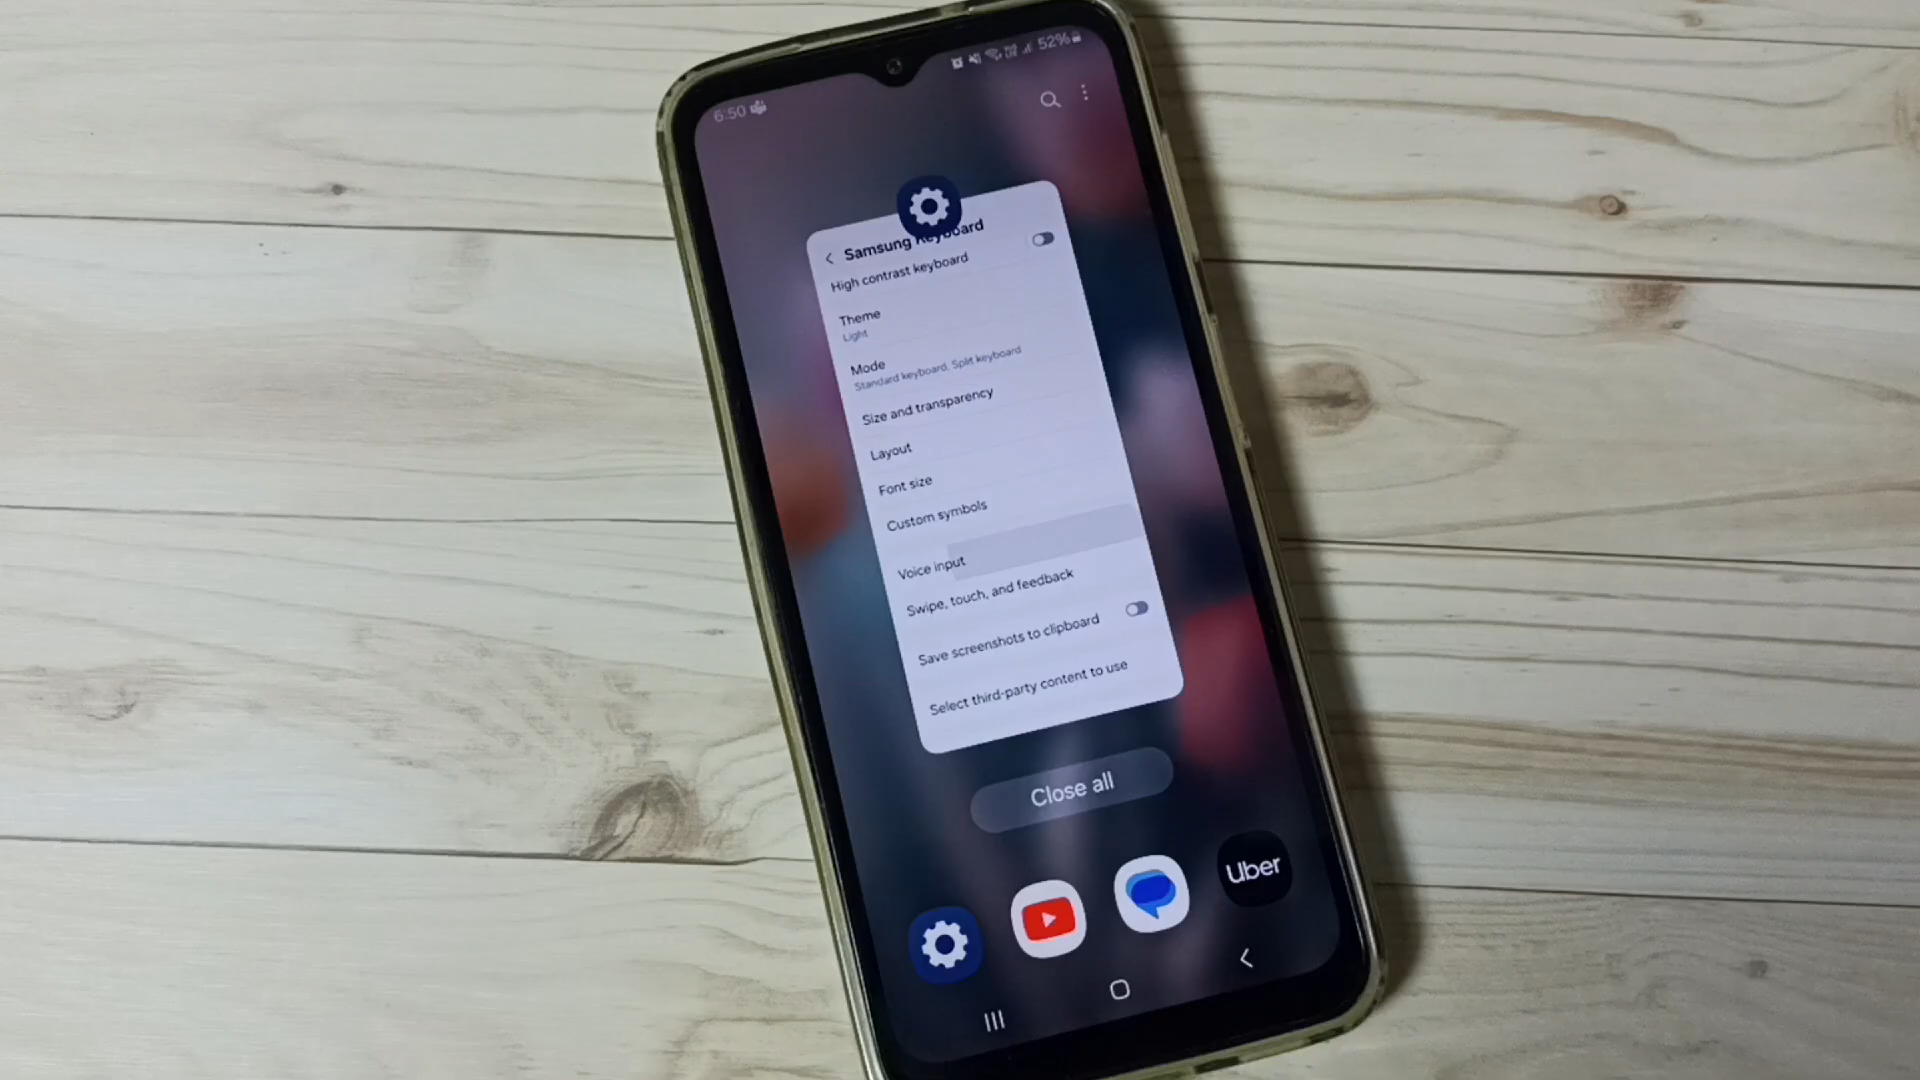 6:50
52%
Samsung Keyboard
High contrast keyboard
Theme
Light
Mode
Standard keyboard, Split keyboard
Size and transparency
Layout
Font size
Custom symbols
Voice input
Swipe, touch, and feedback
Save screenshots to clipboard
Select third-party content to use
Close all
Uber